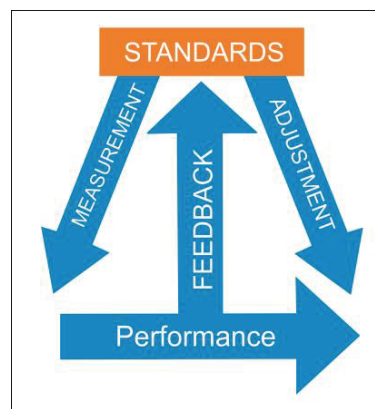 STANDARDS
MEASUREMENT
FEEDBACK
ADJUSTMENT
Performance